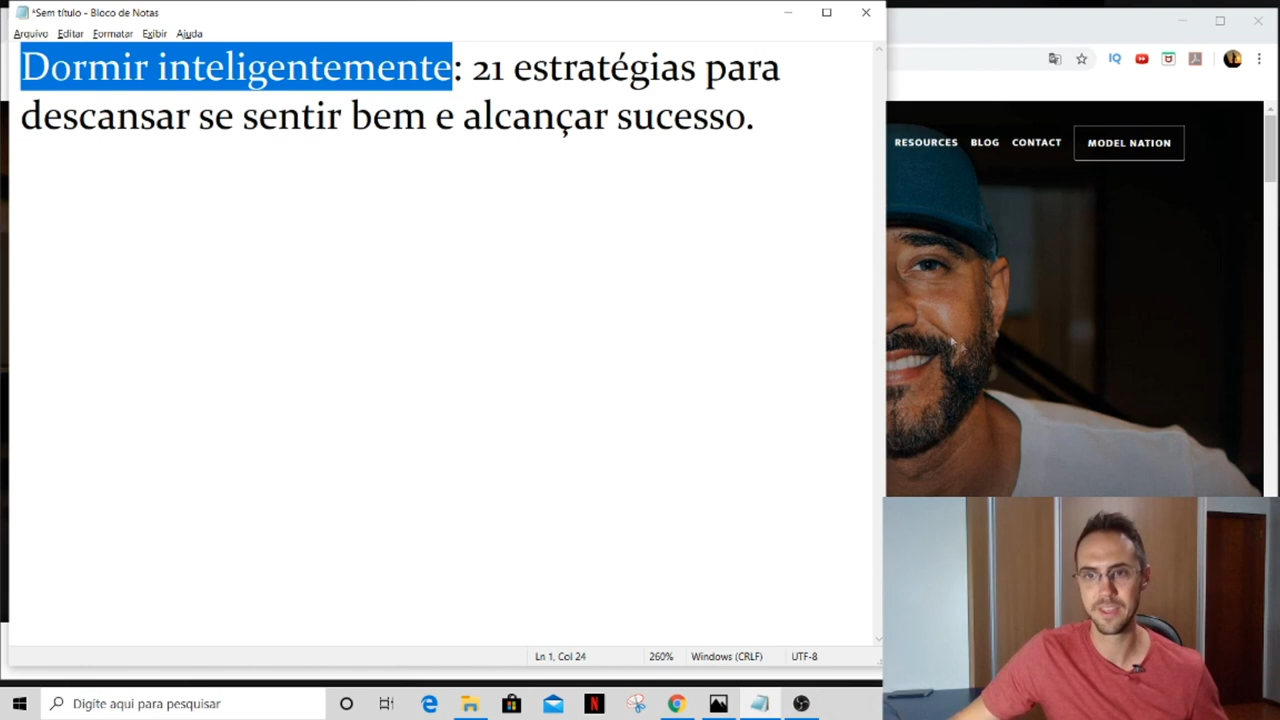 *Sem título - Bloco de Notas
Arquivo Editar Formatar Exibir Ajuda
Dormir inteligentemente: 21 estratégias para
descansar se sentir bem e alcançar sucesso.
IQ
RESOURCES BLOG CONTACT MODEL NATION
Ln 1, Col 24 260% Windows (CRLF) UTF-8
Digite aqui para pesquisar